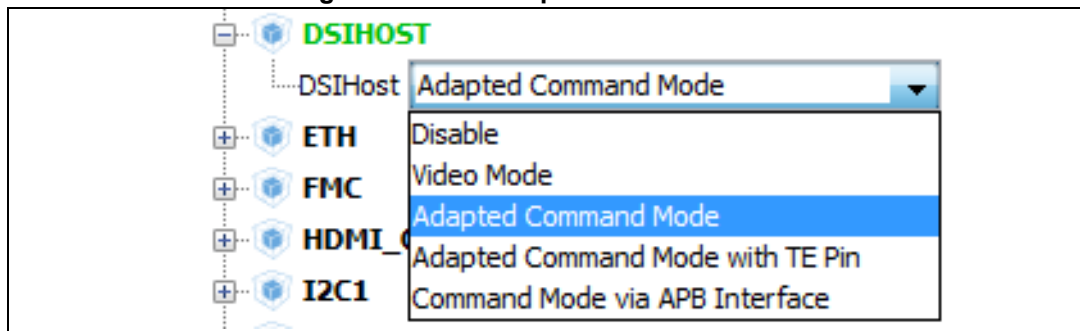 DSIHOST
DSIHost Adapted Command Mode
ETH
Disable
Video Mode
FMC
Adapted Command Mode
HDMI_
Adapted Command Mode with TE Pin
I2C1
Command Mode via APB Interface